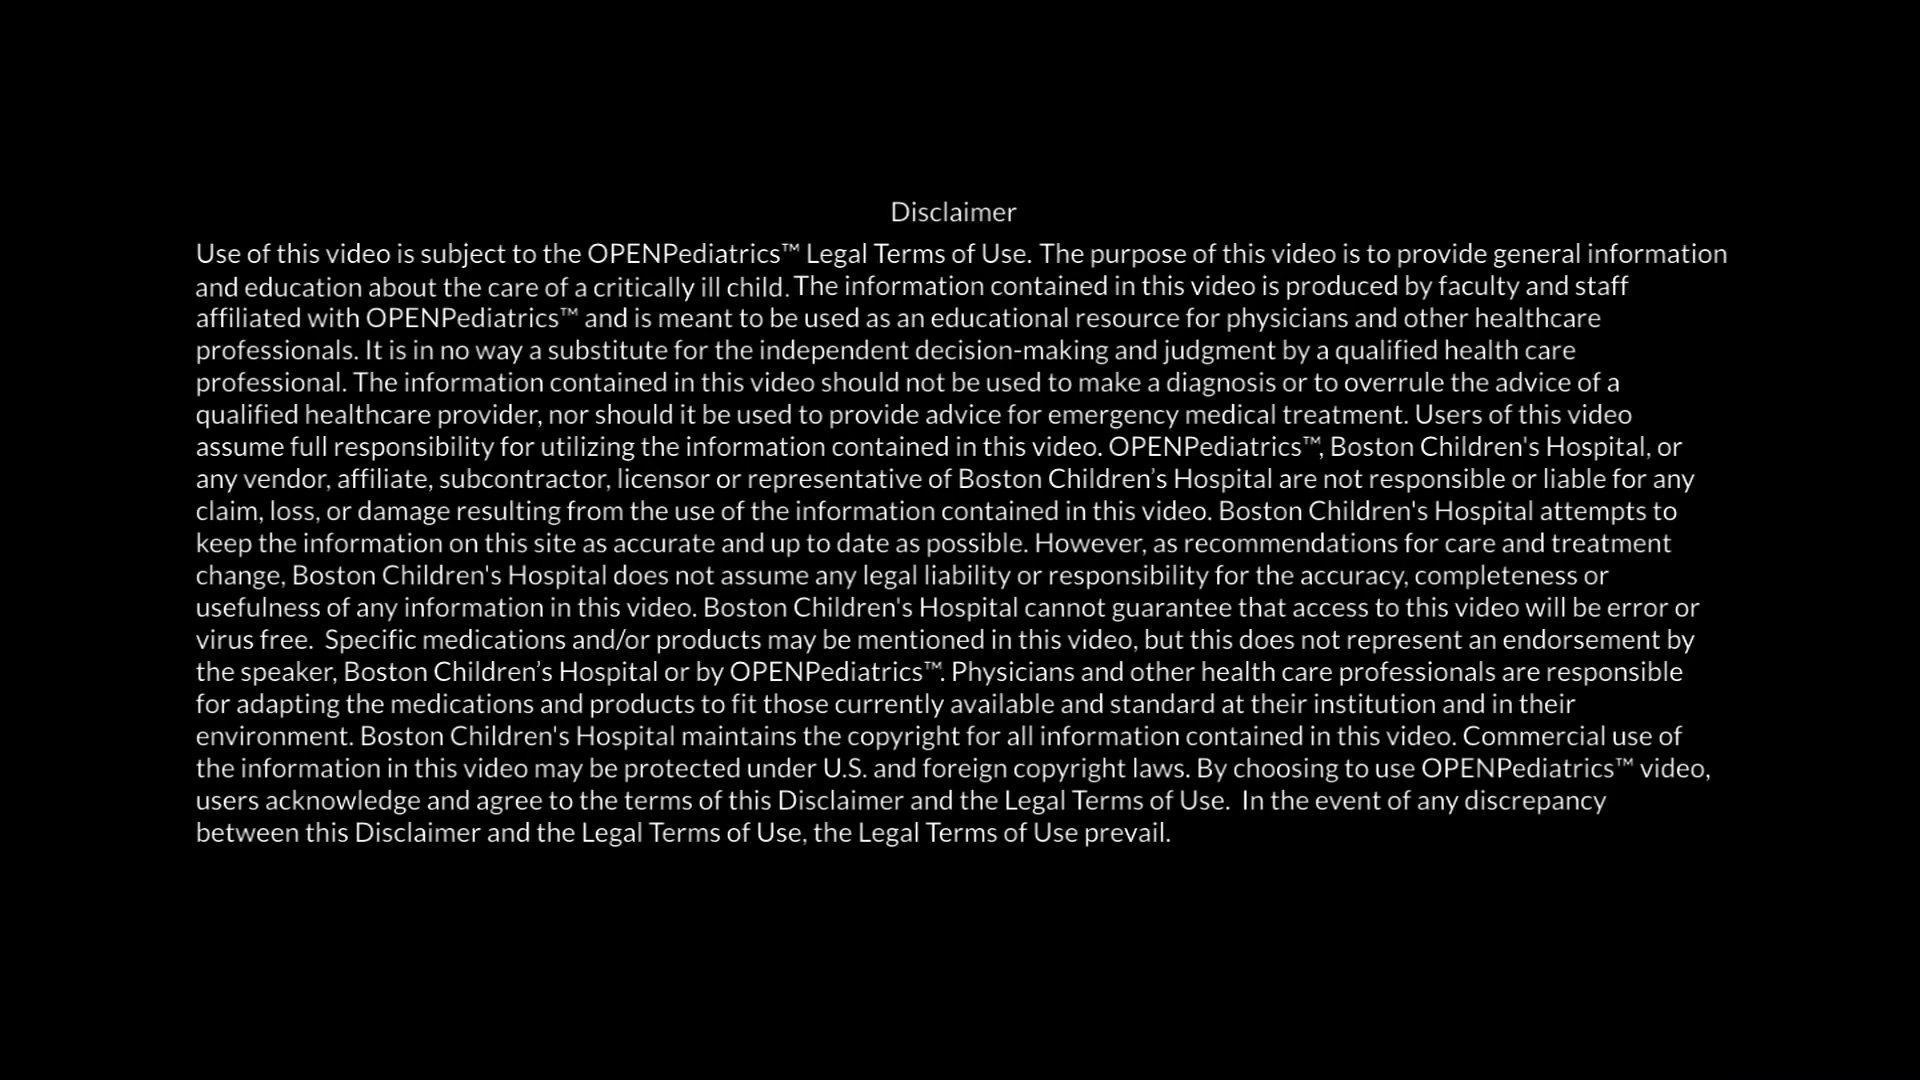 Disclaimer
Use of this video is subject to the OPENPediatrics™ Legal Terms of Use. The purpose of this video is to provide general information
and education about the care of a critically ill child. The information contained in this video is produced by faculty and staff
affiliated with OPENPediatrics™ and is meant to be used as an educational resource for physicians and other healthcare
professionals. It is in no way a substitute for the independent decision-making and judgment by a qualified health care
professional. The information contained in this video should not be used to make a diagnosis or to overrule the advice of a
qualified healthcare provider, nor should it be used to provide advice for emergency medical treatment. Users of this video
assume full responsibility for utilizing the information contained in this video. OPENPediatrics™, Boston Children's Hospital, or
any vendor, affiliate, subcontractor, licensor or representative of Boston Children’s Hospital are not responsible or liable for any
claim, loss, or damage resulting from the use of the information contained in this video. Boston Children's Hospital attempts to
keep the information on this site as accurate and up to date as possible. However, as recommendations for care and treatment
change, Boston Children's Hospital does not assume any legal liability or responsibility for the accuracy, completeness or
usefulness of any information in this video. Boston Children's Hospital cannot guarantee that access to this video will be error or
virus free.  Specific medications and/or products may be mentioned in this video, but this does not represent an endorsement by
the speaker, Boston Children’s Hospital or by OPENPediatrics™. Physicians and other health care professionals are responsible
for adapting the medications and products to fit those currently available and standard at their institution and in their
environment. Boston Children's Hospital maintains the copyright for all information contained in this video. Commercial use of
the information in this video may be protected under U.S. and foreign copyright laws. By choosing to use OPENPediatrics™ video,
users acknowledge and agree to the terms of this Disclaimer and the Legal Terms of Use.  In the event of any discrepancy
between this Disclaimer and the Legal Terms of Use, the Legal Terms of Use prevail.